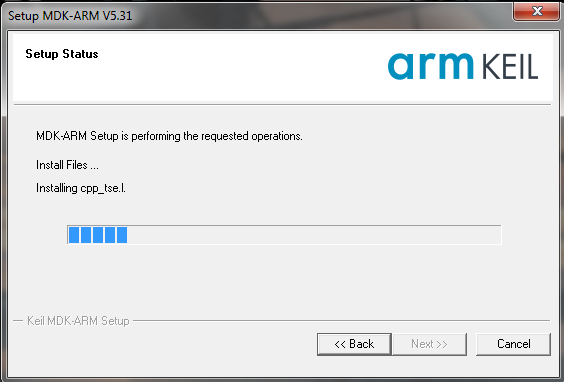 Setup MDK-ARM V5.31
Setup Status
arm KEIL
MDK-ARM Setup is performing the requested operations.
Install Files ...
Installing cpp_tse.l.
Keil MDK-ARM Setup
<< Back
Next >>
Cancel